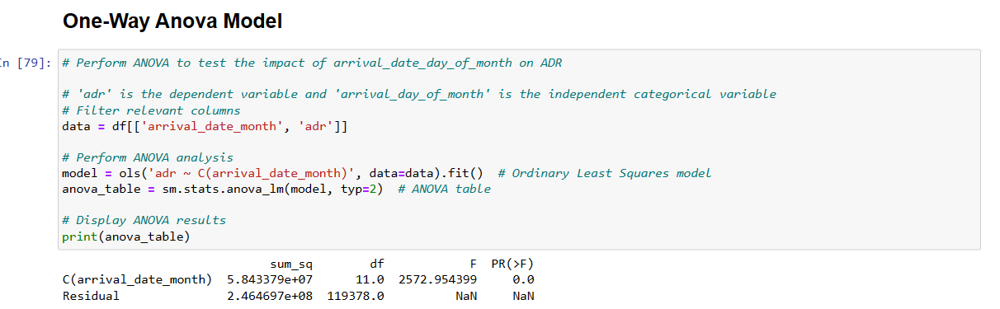 One-Way Anova Model
In [79]: # Perform ANOVA to test the impact of arrival_date_day_of_month on ADR
# 'adr' is the dependent variable and 'arrival_day_of_month' is the independent categorical variable
# Filter relevant columns
data = df[['arrival_date_month', 'adr']]
# Perform ANOVA analysis
model = ols('adr ~ C(arrival_date_month)', data=data).fit()  # Ordinary Least Squares model
anova_table = sm.stats.anova_lm(model, typ=2)  # ANOVA table
# Display ANOVA results
print(anova_table)
sum_sq df F PR(>F)
C(arrival_date_month) 5.843379e+07 11.0 2572.954399 0.0
Residual 2.464697e+08 119378.0 NaN NaN